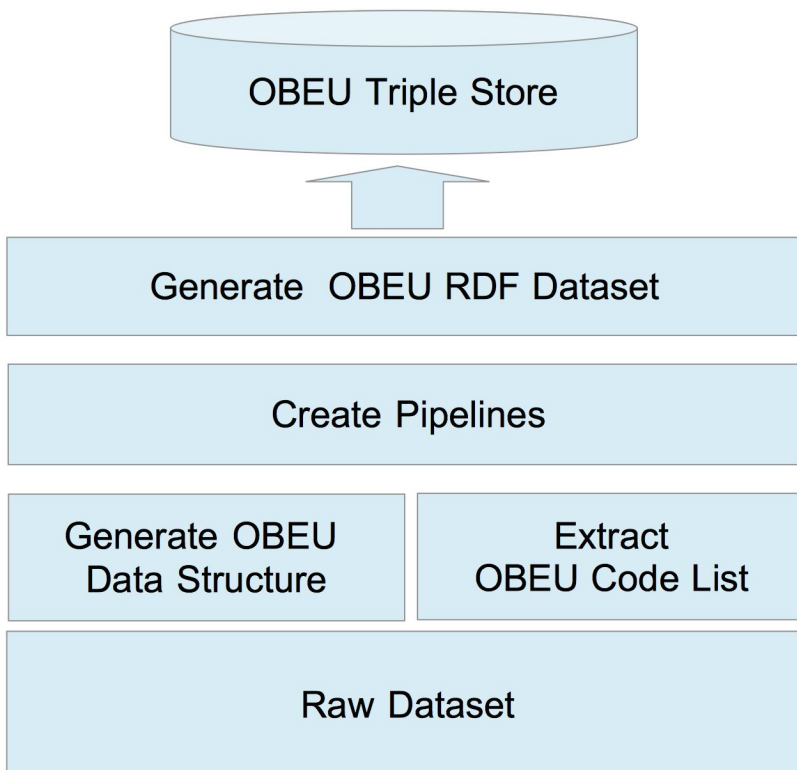 OBEU Triple Store
Generate OBEU RDF Dataset
Create Pipelines
Generate OBEU
Data Structure
Extract
OBEU Code List
Raw Dataset